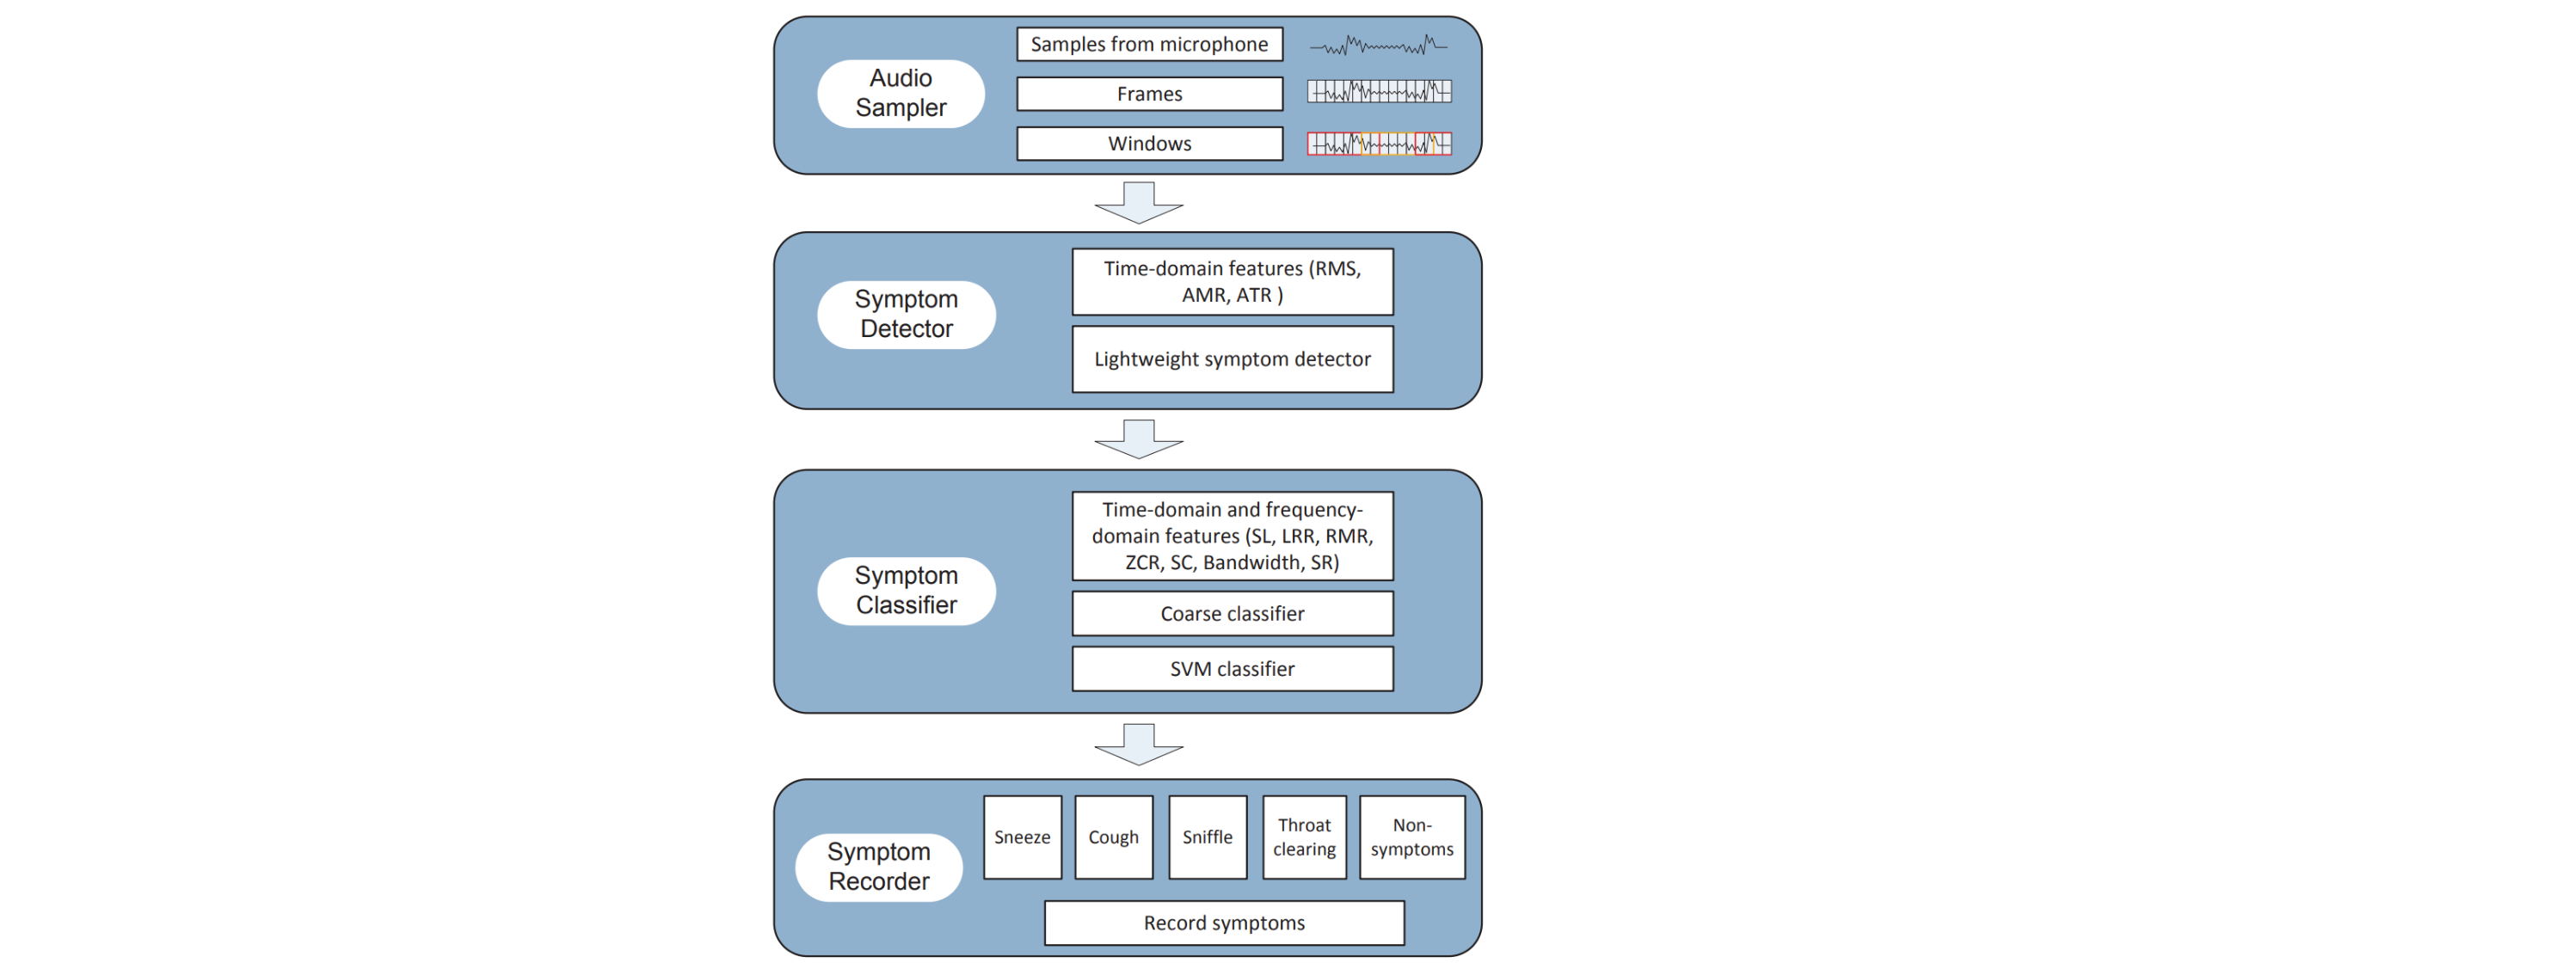 Audio
Sampler
Samples from microphone
Frames
Windows
Symptom
Detector
Time-domain features (RMS,
AMR, ATR )
Lightweight symptom detector
Symptom
Classifier
Time-domain and frequency-
domain features (SL, LRR, RMR,
ZCR, SC, Bandwidth, SR)
Coarse classifier
SVM classifier
Symptom
Recorder
Sneeze
Cough
Sniffle
Throat
clearing
Non-
symptoms
Record symptoms